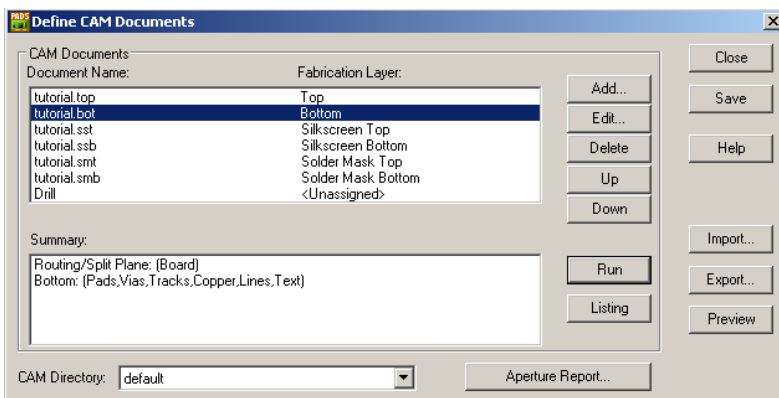 PADS
Define CAM Documents
CAM Documents
Document Name: Fabrication Layer:
tutorial.top Top
tutorial.bot Bottom
tutorial.sst Silkscreen Top
tutorial.ssb Silkscreen Bottom
tutorial.smt Solder Mask Top
tutorial.smb Solder Mask Bottom
Drill <Unassigned>
Add...
Edit...
Delete
Up
Down
Close
Save
Help
Summary:
Routing/Split Plane: (Board)
Bottom: (Pads,Vias,Tracks,Copper,Lines,Text)
Run
Listing
Import...
Export...
Preview
CAM Directory: default
Aperture Report...